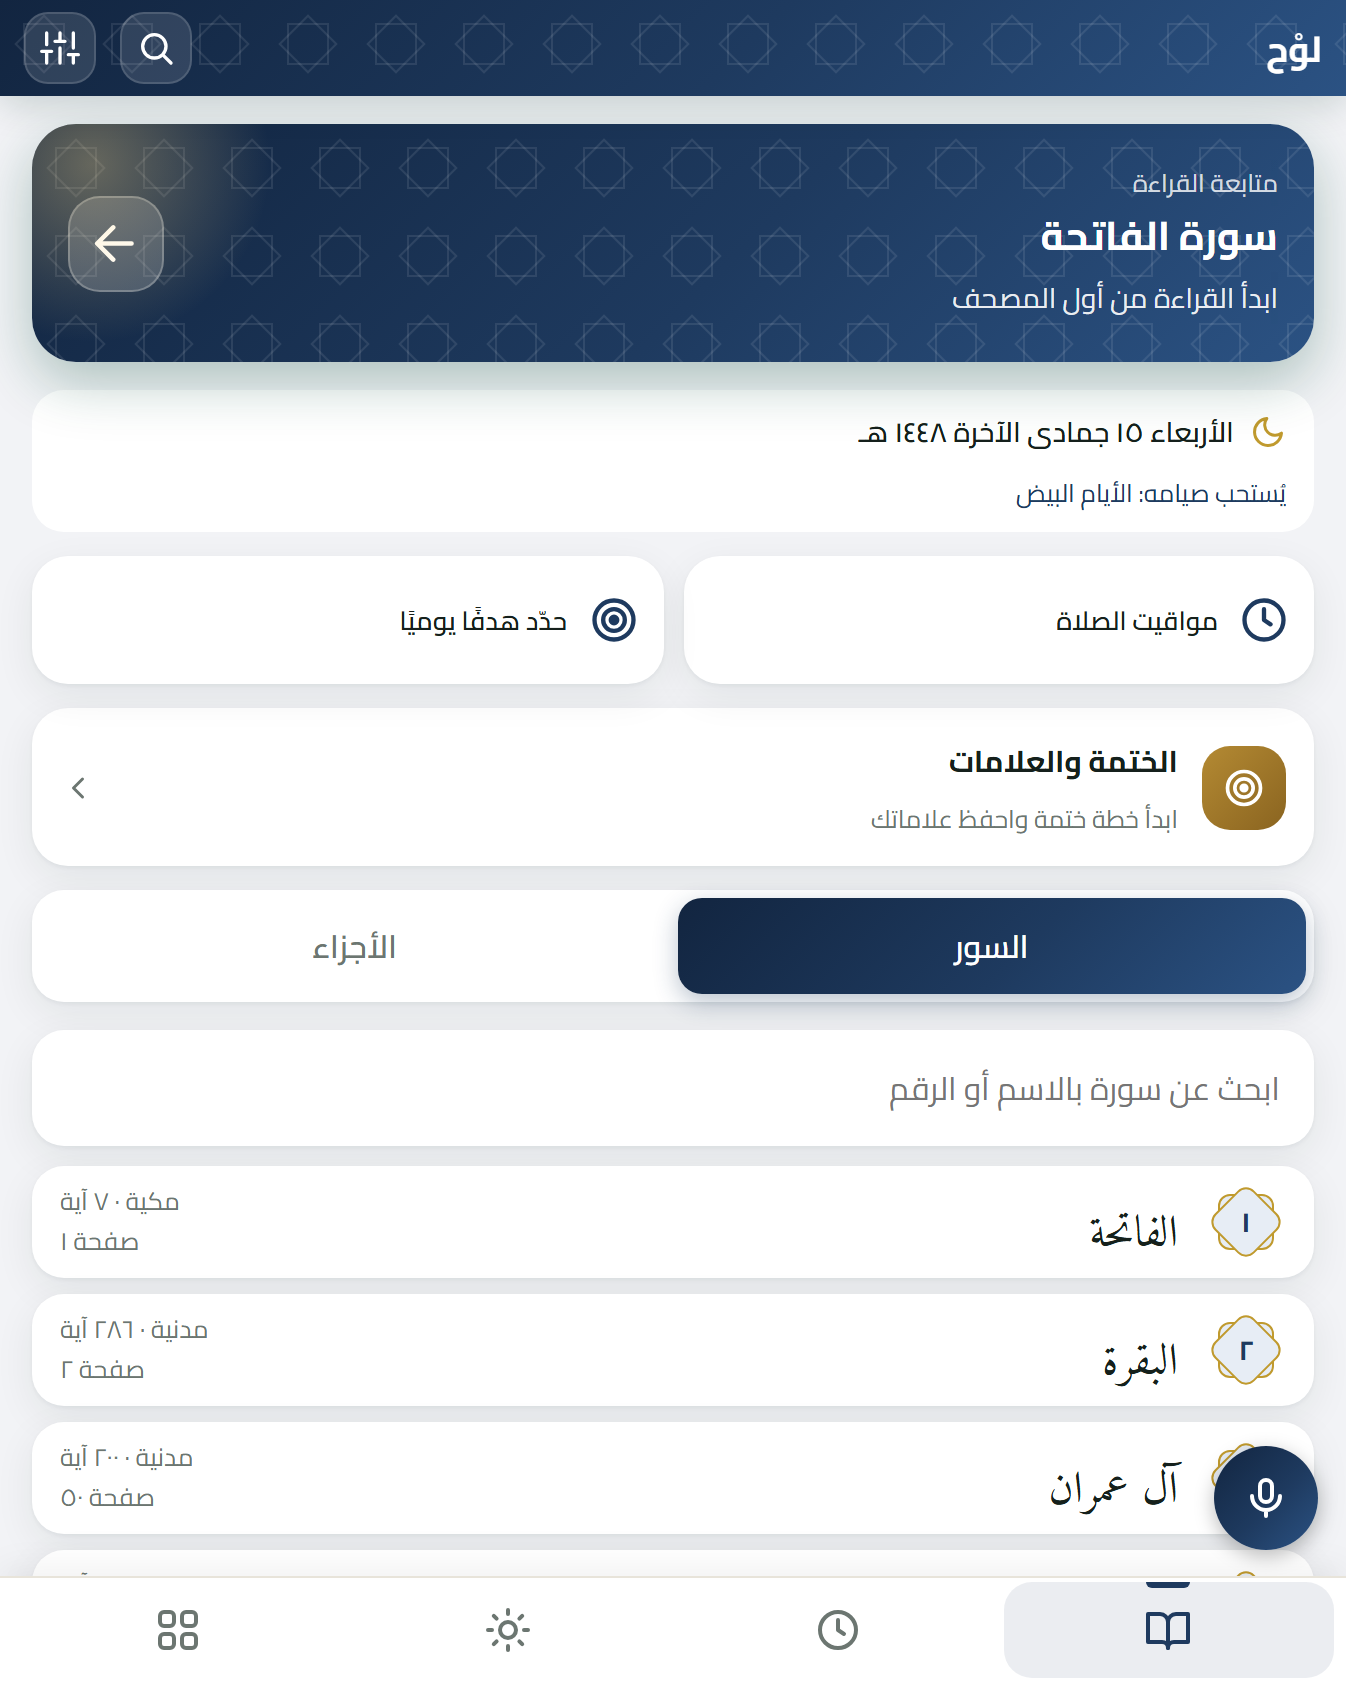 لوْح
متابعة القراءة
سورة الفاتحة
ابدأ القراءة من أول المصحف
الأربعاء ١٥ جمادى الآخرة ١٤٤٨ هـ
يُستحب صيامه: الأيام البيض
مواقيت الصلاة
حدّد هدفًا يوميًا
الختمة والعلامات
ابدأ خطة ختمة واحفظ علاماتك
السور
الأجزاء
ابحث عن سورة بالاسم أو الرقم
١
الفاتحة
مكية · ٧ آية
صفحة ١
٢
البقرة
مدنية · ٢٨٦ آية
صفحة ٢
آل عمران
مدنية · ٢٠٠ آية
صفحة ٥٠